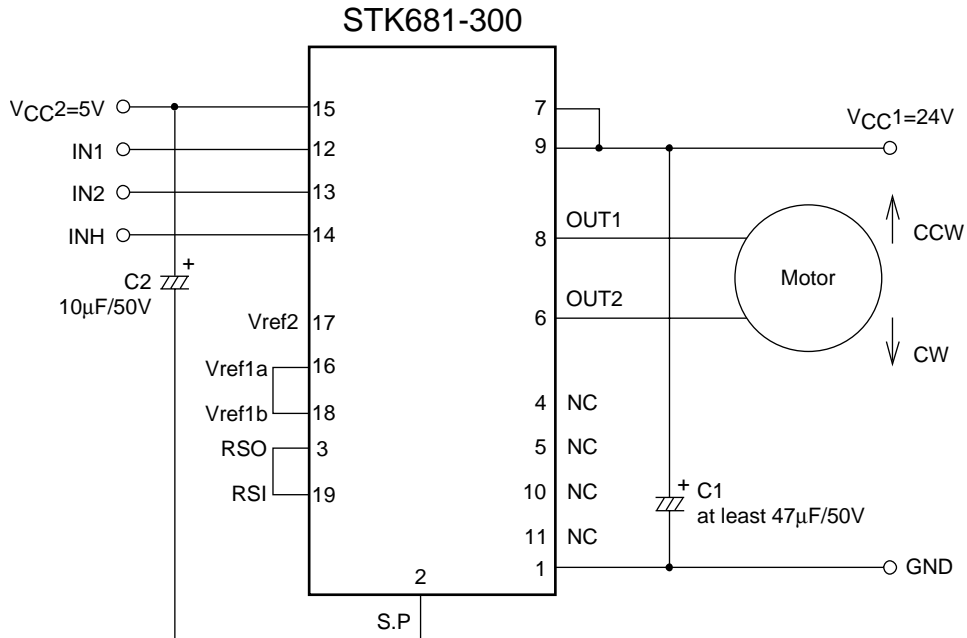 STK681-300
VCC2=5V
IN1
IN2
INH
C2
+
10µF/50V
Vref2
Vref1a
Vref1b
RSO
RSI
15
12
13
14
17
16
18
3
19
2
S.P
7
9
8
6
4
5
10
11
1
OUT1
OUT2
NC
NC
NC
NC
VCC1=24V
Motor
CCW
CW
+
C1
at least 47µF/50V
GND